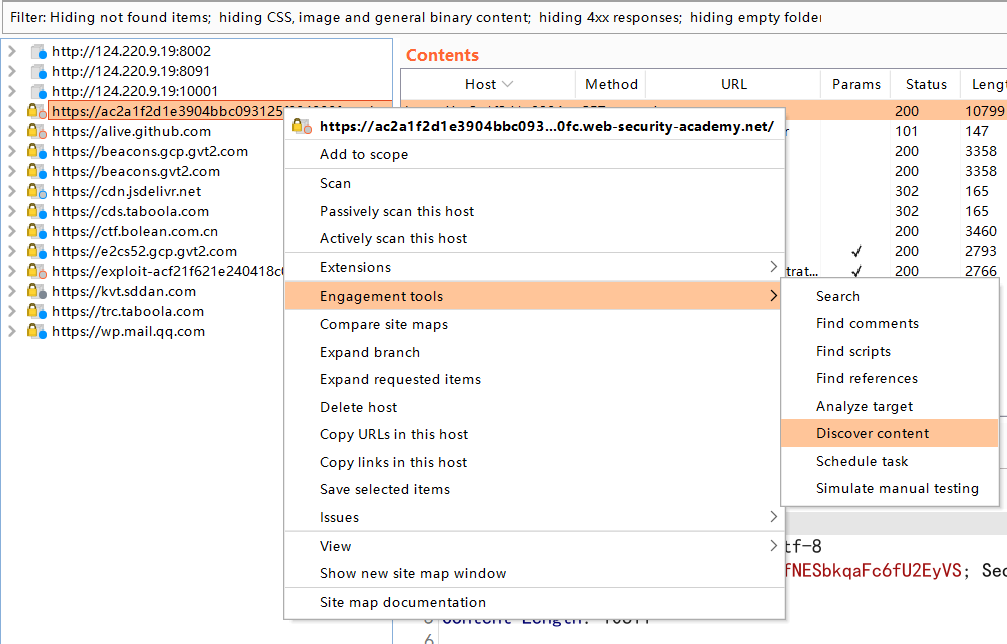 Filter: Hiding not found items; hiding CSS, image and general binary content; hiding 4xx responses; hiding empty folder
http://124.220.9.19:8002
http://124.220.9.19:8091
http://124.220.9.19:10001
https://ac2a1f2d1e3904bbc093125
https://alive.github.com
https://beacons.gcp.gvt2.com
https://beacons.gvt2.com
https://cdn.jsdelivr.net
https://cds.taboola.com
https://ctf.bolean.com.cn
https://e2cs52.gcp.gvt2.com
https://exploit-acf21f621e240418c
https://kvt.sddan.com
https://trc.taboola.com
https://wp.mail.qq.com
Contents
Host Method URL Params Status Lengt
200 10799
101 147
200 3358
200 3358
302 165
302 165
200 3460
✓ 200 2793
trat... ✓ 200 2766
https://ac2a1f2d1e3904bbc093...0fc.web-security-academy.net/
Add to scope
Scan
Passively scan this host
Actively scan this host
Extensions
Engagement tools
Compare site maps
Expand branch
Expand requested items
Delete host
Copy URLs in this host
Copy links in this host
Save selected items
Issues
View
Show new site map window
Site map documentation
Search
Find comments
Find scripts
Find references
Analyze target
Discover content
Schedule task
Simulate manual testing
tf-8
fNESbkqaFc6fU2EyVS; Sec
6